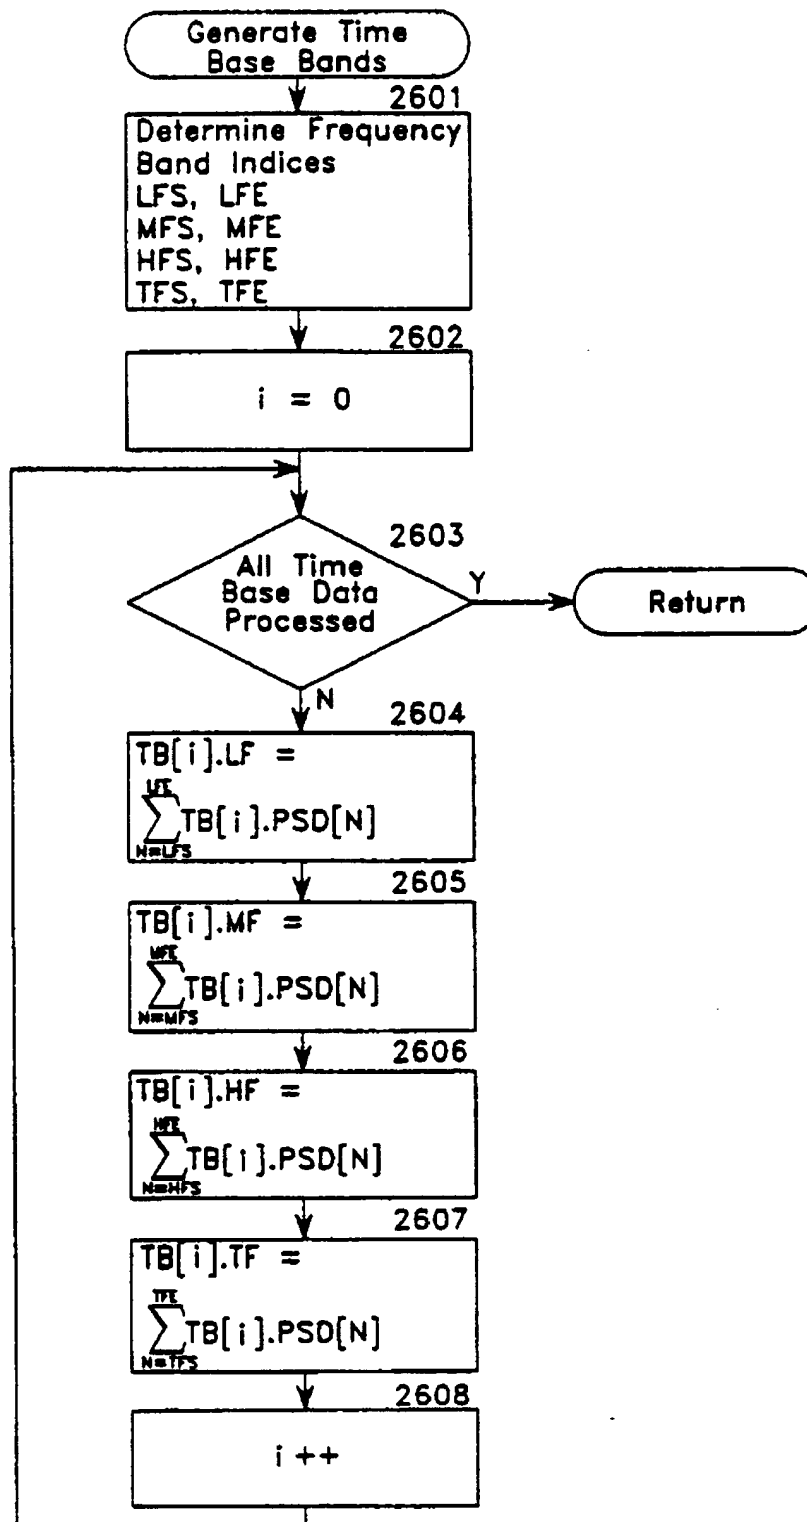 Generate Time
Base Bands
2601
Determine Frequency
Band Indices
LFS, LFE
MFS, MFE
HFS, HFE
TFS, TFE
2602
i = 0
2603
All Time
Base Data
Processed
Y
Return
N
2604
TB[i].LF =
LFE
∑TB[i].PSD[N]
N=LFS
2605
TB[i].MF =
MFE
∑TB[i].PSD[N]
N=MFS
2606
TB[i].HF =
HFE
∑TB[i].PSD[N]
N=HFS
2607
TB[i].TF =
TFE
∑TB[i].PSD[N]
N=TFS
2608
i ++